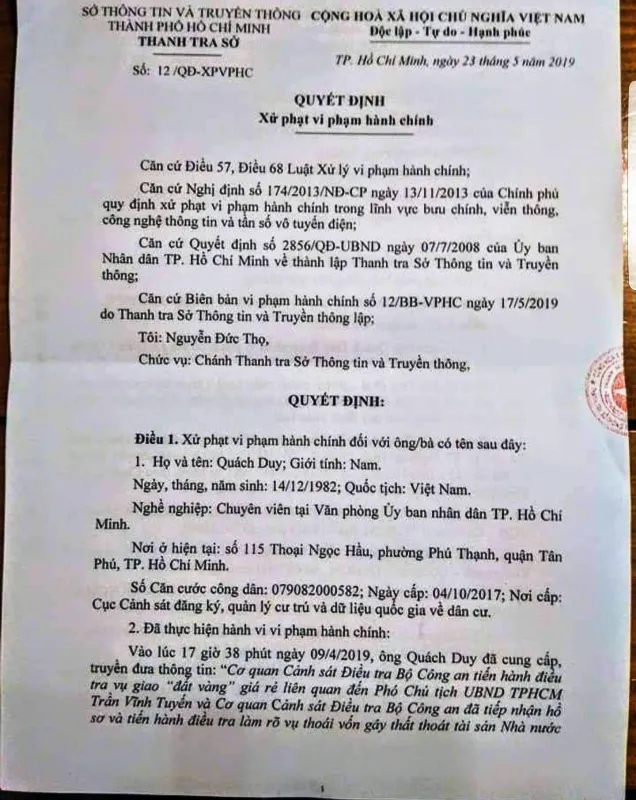 SỞ THÔNG TIN VÀ TRUYỀN THÔNG
THÀNH PHỐ HỒ CHÍ MINH
THANH TRA SỞ
Số: 12 /QĐ-XPVPHC
CỘNG HOÀ XÃ HỘI CHỦ NGHĨA VIỆT NAM
Độc lập - Tự do - Hạnh phúc
TP. Hồ Chí Minh, ngày 23 tháng 5 năm 2019
QUYẾT ĐỊNH
Xử phạt vi phạm hành chính
Căn cứ Điều 57, Điều 68 Luật Xử lý vi phạm hành chính;
Căn cứ Nghị định số 174/2013/NĐ-CP ngày 13/11/2013 của Chính phủ
quy định xử phạt vi phạm hành chính trong lĩnh vực bưu chính, viễn thông,
công nghệ thông tin và tần số vô tuyến điện;
Căn cứ Quyết định số 2856/QĐ-UBND ngày 07/7/2008 của Ủy ban
Nhân dân TP. Hồ Chí Minh về thành lập Thanh tra Sở Thông tin và Truyền
thông;
Căn cứ Biên bản vi phạm hành chính số 12/BB-VPHC ngày 17/5/2019
do Thanh tra Sở Thông tin và Truyền thông lập;
Tôi: Nguyễn Đức Thọ,
Chức vụ: Chánh Thanh tra Sở Thông tin và Truyền thông,
QUYẾT ĐỊNH:
Điều 1. Xử phạt vi phạm hành chính đối với ông/bà có tên sau đây:
1. Họ và tên: Quách Duy; Giới tính: Nam.
Ngày, tháng, năm sinh: 14/12/1982; Quốc tịch: Việt Nam.
Nghề nghiệp: Chuyên viên tại Văn phòng Ủy ban nhân dân TP. Hồ Chí
Minh.
Nơi ở hiện tại: số 115 Thoại Ngọc Hầu, phường Phú Thạnh, quận Tân
Phú, TP. Hồ Chí Minh.
Số Căn cước công dân: 079082000582; Ngày cấp: 04/10/2017; Nơi cấp:
Cục Cảnh sát đăng ký, quản lý cư trú và dữ liệu quốc gia về dân cư.
2. Đã thực hiện hành vi vi phạm hành chính:
Vào lúc 17 giờ 38 phút ngày 09/4/2019, ông Quách Duy đã cung cấp,
truyền đưa thông tin: “Cơ quan Cảnh sát Điều tra Bộ Công an tiến hành điều
tra vụ giao “đất vàng” giá rẻ liên quan đến Phó Chủ tịch UBND TPHCM
Trần Vĩnh Tuyến và Cơ quan Cảnh sát Điều tra Bộ Công an đã tiếp nhận hồ
sơ và tiến hành điều tra làm rõ vụ thoái vốn gây thất thoát tài sản Nhà nước
1